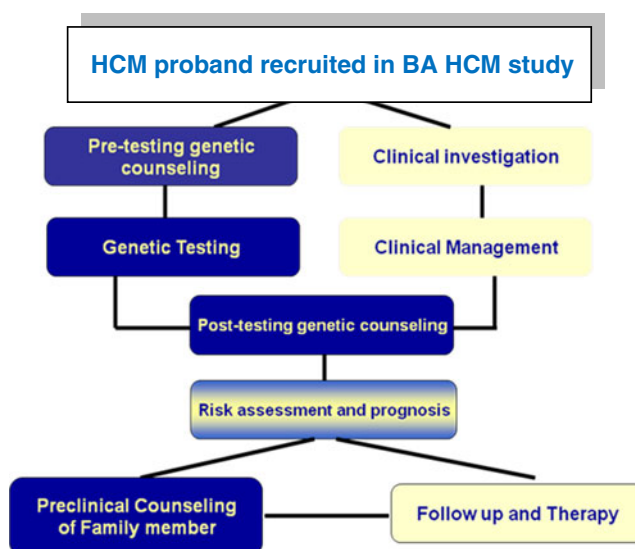 HCM proband recruited in BA HCM study
Pre-testing genetic
counseling
Clinical investigation
Genetic Testing
Clinical Management
Post-testing genetic counseling
Risk assessment and prognosis
Preclinical Counseling
of Family member
Follow up and Therapy